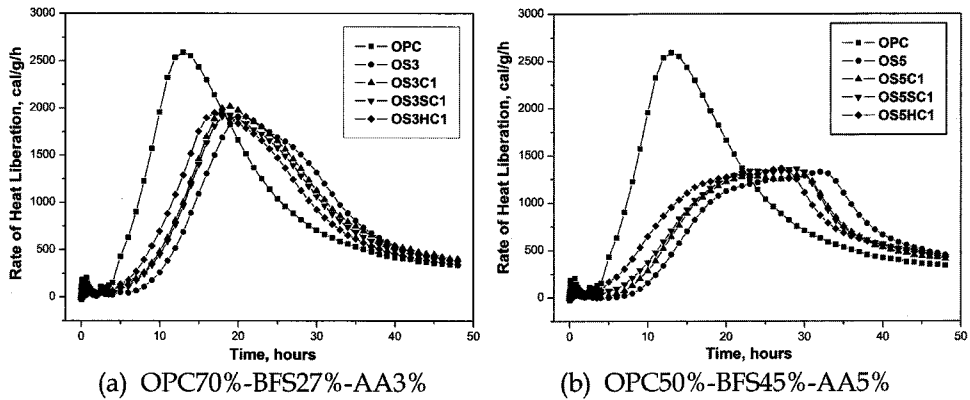 3000
2500
2000
1500
1000
500
0
Rate of Heat Liberation, cal/g/h
OPC
OS3
OS3C1
OS3SC1
OS3HC1
0 10 20 30 40 50
Time, hours
(a) OPC70%-BFS27%-AA3%
3000
2500
2000
1500
1000
500
0
Rate of Heat Liberation, cal/g/h
OPC
OS5
OS5C1
OS5SC1
OS5HC1
0 10 20 30 40 50
Time, hours
(b) OPC50%-BFS45%-AA5%